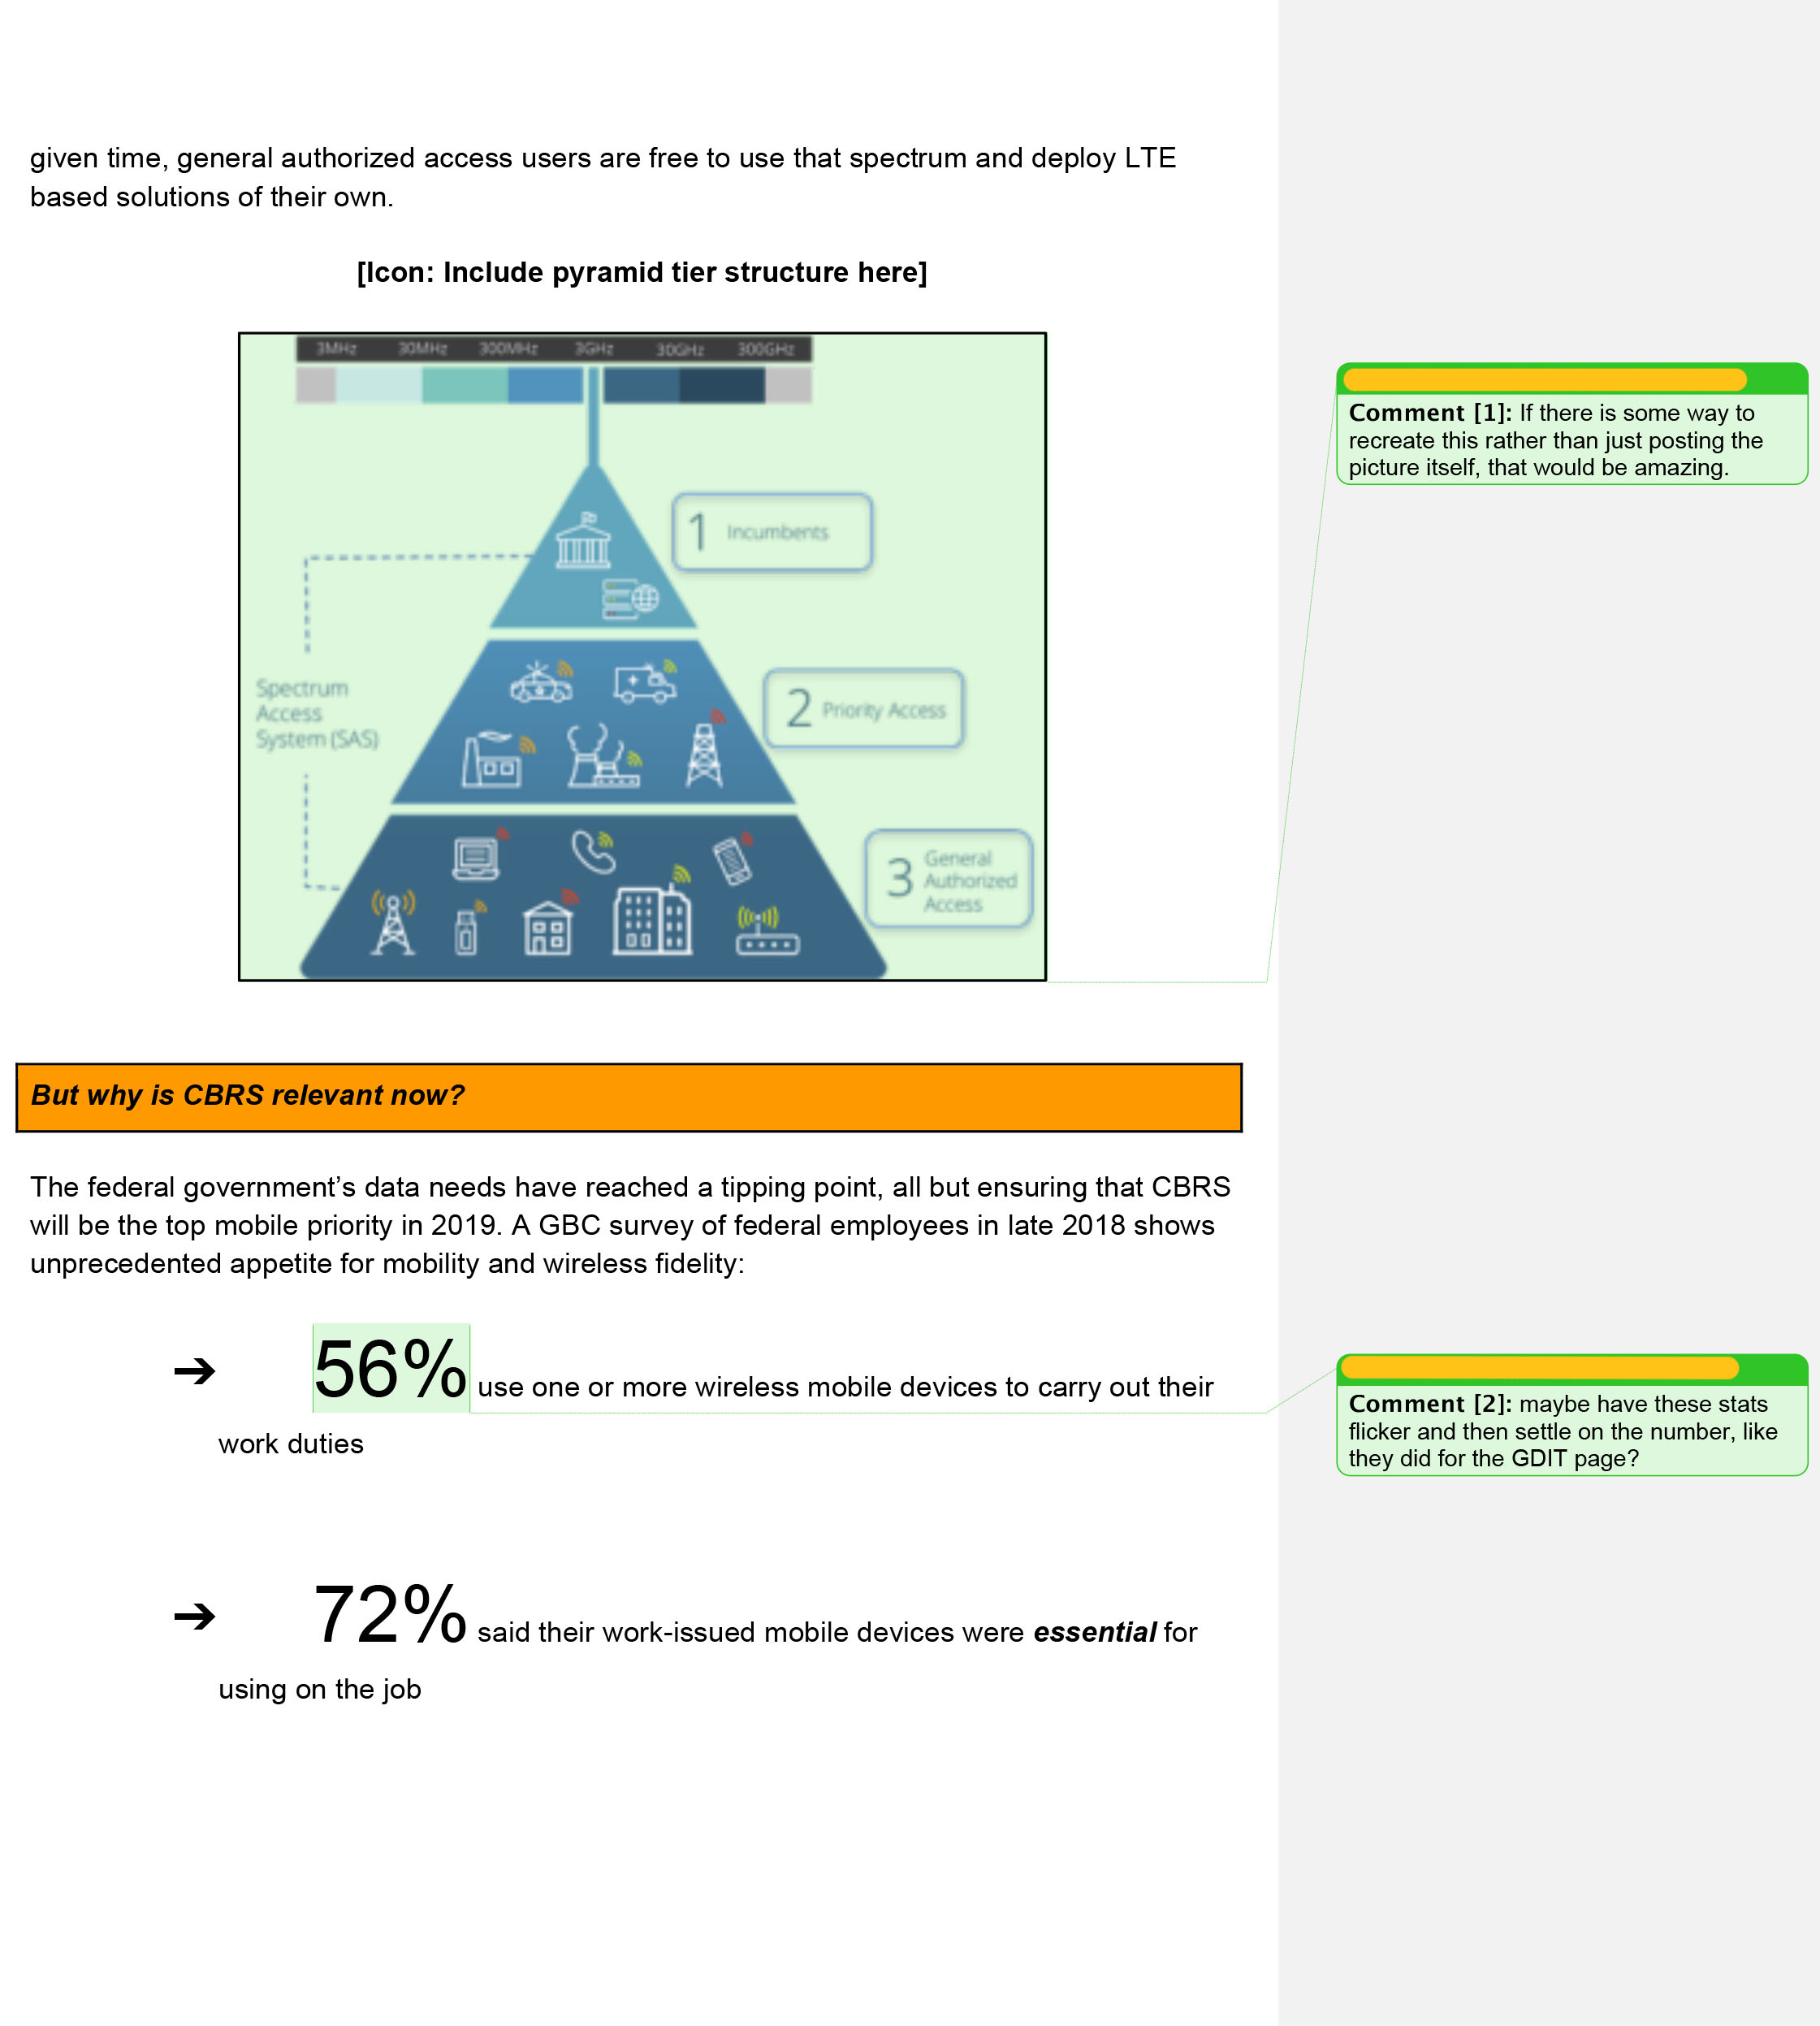 given time, general authorized access users are free to use that spectrum and deploy LTE
based solutions of their own.
[Icon: Include pyramid tier structure here]
3MHz 30MHz 300MHz 3GHz 30GHz 300GHz
1 Incumbents
Spectrum
Access
System (SAS)
2 Priority Access
3 General
Authorized
Access
Comment [1]: If there is some way to
recreate this rather than just posting the
picture itself, that would be amazing.
But why is CBRS relevant now?
The federal government’s data needs have reached a tipping point, all but ensuring that CBRS
will be the top mobile priority in 2019. A GBC survey of federal employees in late 2018 shows
unprecedented appetite for mobility and wireless fidelity:
➔ 56% use one or more wireless mobile devices to carry out their
work duties
Comment [2]: maybe have these stats
flicker and then settle on the number, like
they did for the GDIT page?
➔ 72% said their work-issued mobile devices were essential for
using on the job